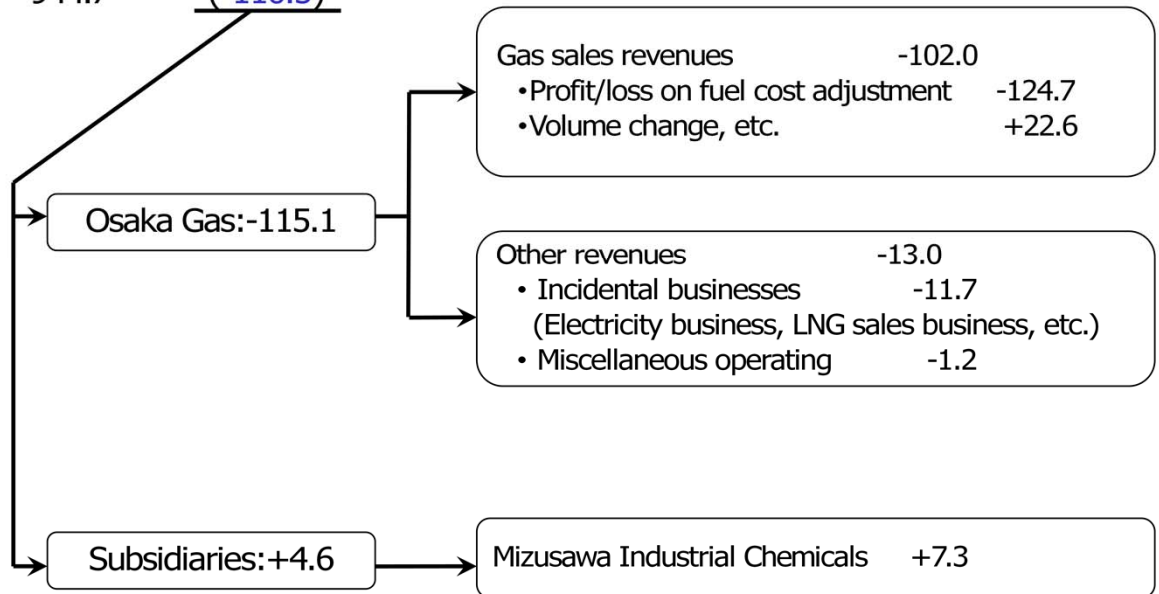 Gas sales revenues -102.0
・Profit/loss on fuel cost adjustment -124.7
・Volume change, etc. +22.6
Osaka Gas:-115.1
Other revenues -13.0
・Incidental businesses -11.7
(Electricity business, LNG sales business, etc.)
・Miscellaneous operating -1.2
Subsidiaries:+4.6
Mizusawa Industrial Chemicals +7.3